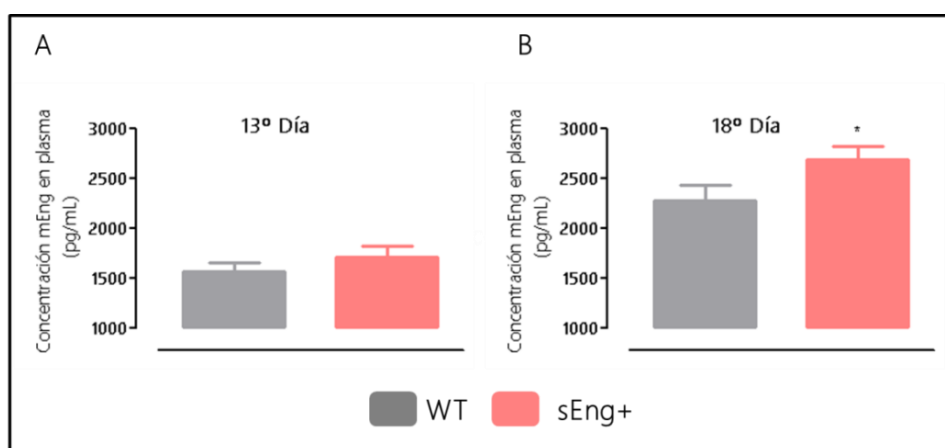 A
Concentración mEng en plasma
(pg/mL)
13º Día
3000
2500
2000
1500
1000
B
Concentración mEng en plasma
(pg/mL)
18º Día
*
3000
2500
2000
1500
1000
WT
sEng+